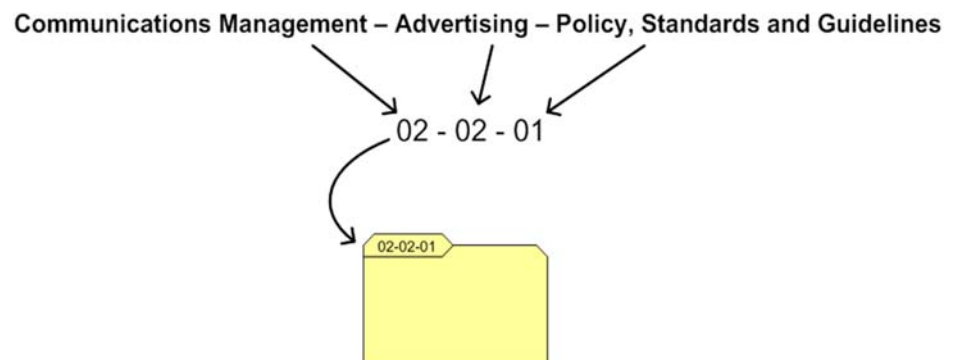 Communications Management – Advertising – Policy, Standards and Guidelines
02 - 02 - 01
02-02-01